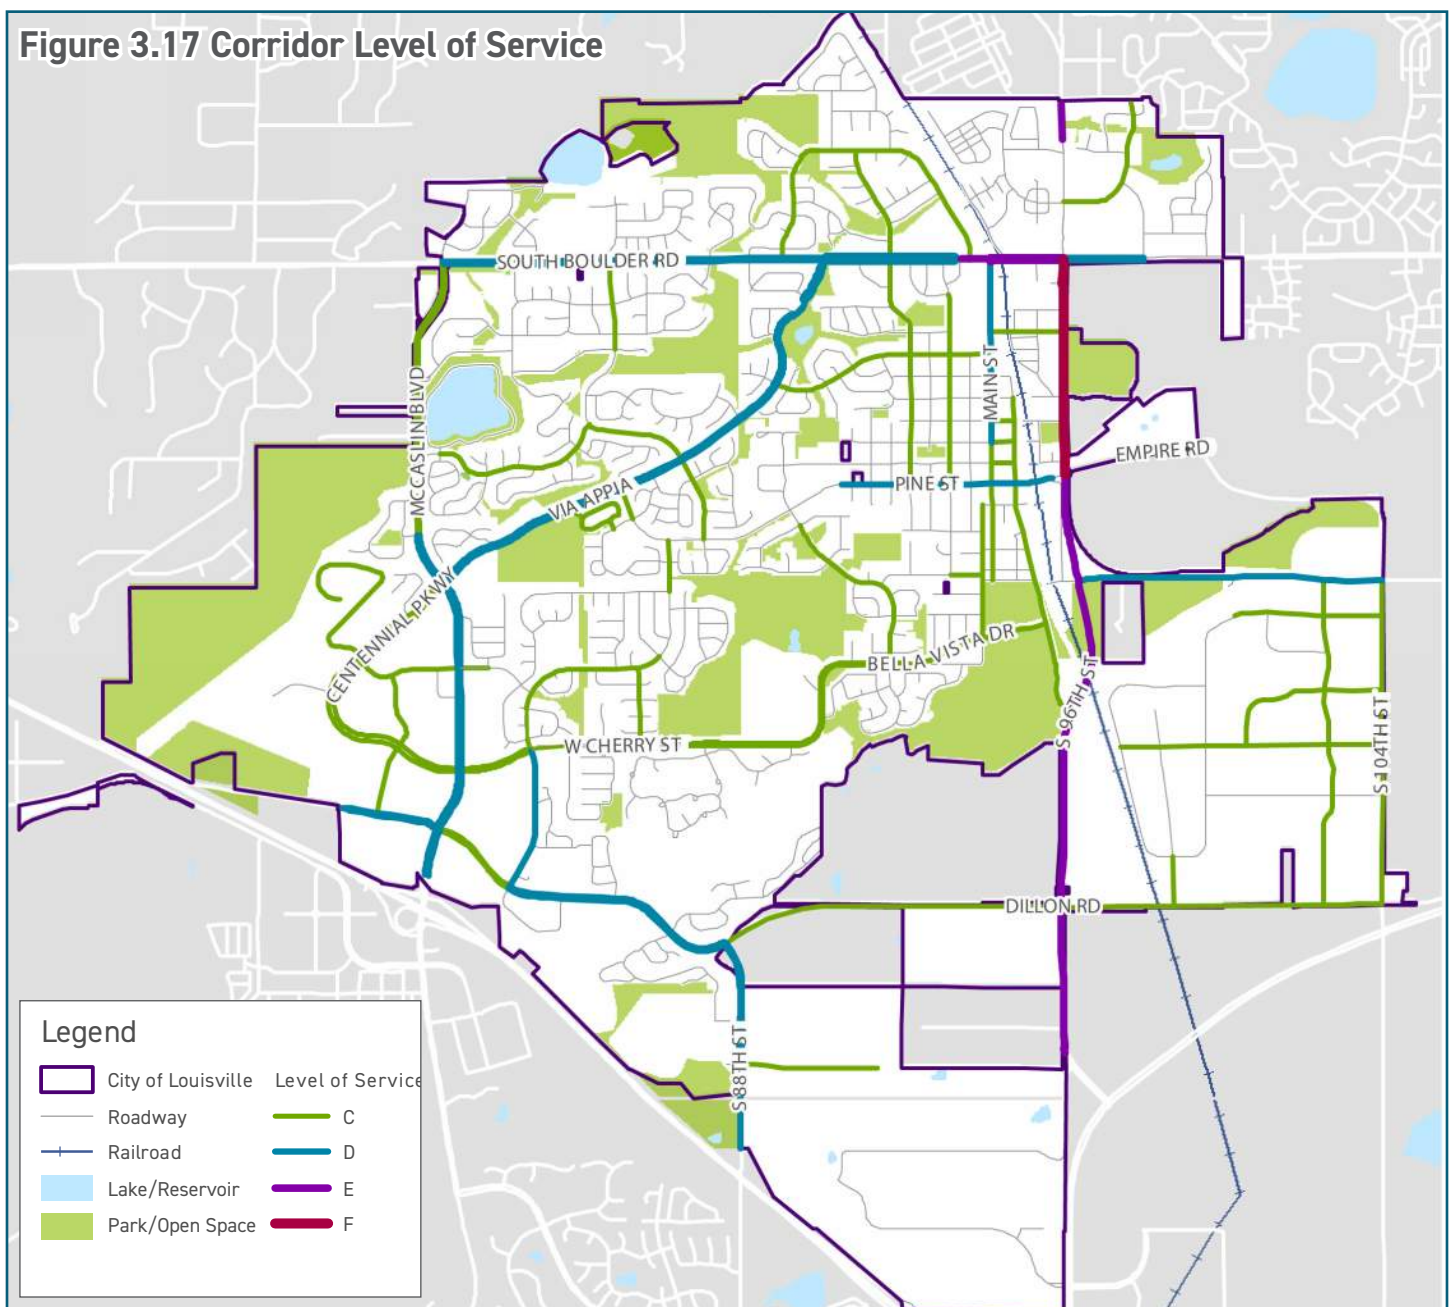 Figure 3.17 Corridor Level of Service
SOUTH BOULDER RD
MCCASLIN BLVD
MAIN ST
EMPIRE RD
PINE ST
VIA APPIA
CENTENNIAL PKWY
BELLA VISTA DR
S 96TH ST
W CHERRY ST
S 104TH ST
DILLON RD
S 88TH ST
Legend
City of Louisville
Level of Service
Roadway
C
Railroad
D
Lake/Reservoir
E
Park/Open Space
F